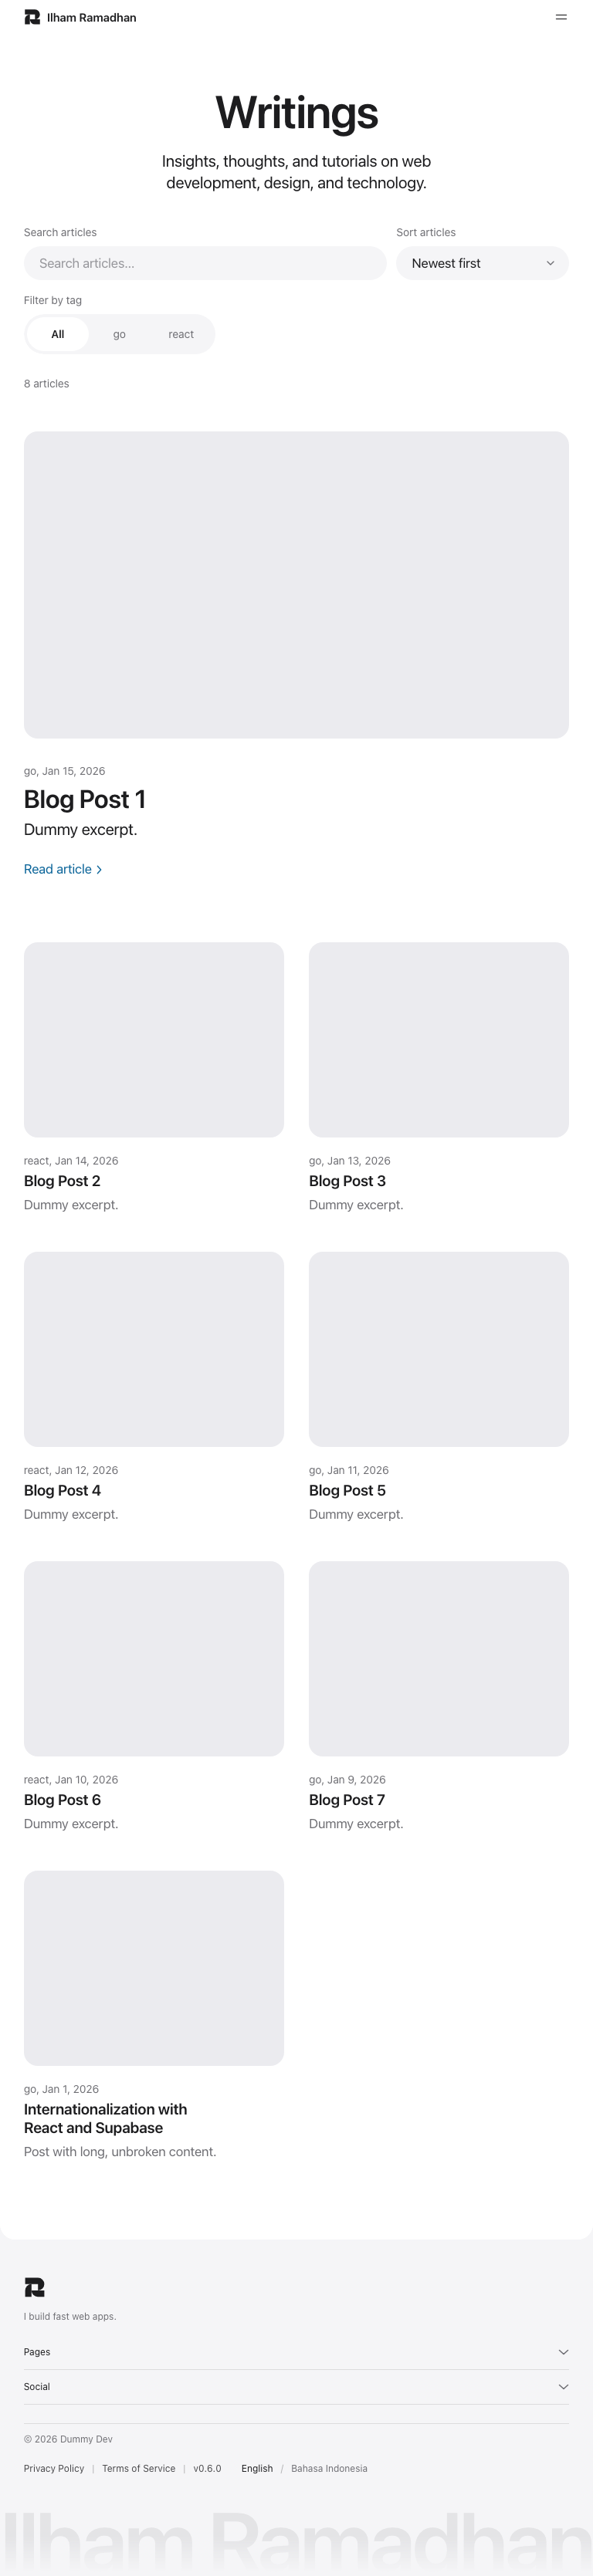 Ilham Ramadhan
Writings
Insights, thoughts, and tutorials on web
development, design, and technology.
Search articles
Sort articles
Search articles...
Newest first
Filter by tag
All
go
react
8 articles
go, Jan 15, 2026
Blog Post 1
Dummy excerpt.
Read article
react, Jan 14, 2026
Blog Post 2
Dummy excerpt.
go, Jan 13, 2026
Blog Post 3
Dummy excerpt.
react, Jan 12, 2026
Blog Post 4
Dummy excerpt.
go, Jan 11, 2026
Blog Post 5
Dummy excerpt.
react, Jan 10, 2026
Blog Post 6
Dummy excerpt.
go, Jan 9, 2026
Blog Post 7
Dummy excerpt.
go, Jan 1, 2026
Internationalization with
React and Supabase
Post with long, unbroken content.
I build fast web apps.
Pages
Social
© 2026 Dummy Dev
Privacy Policy | Terms of Service | v0.6.0 English / Bahasa Indonesia
Ilham Ramadhan